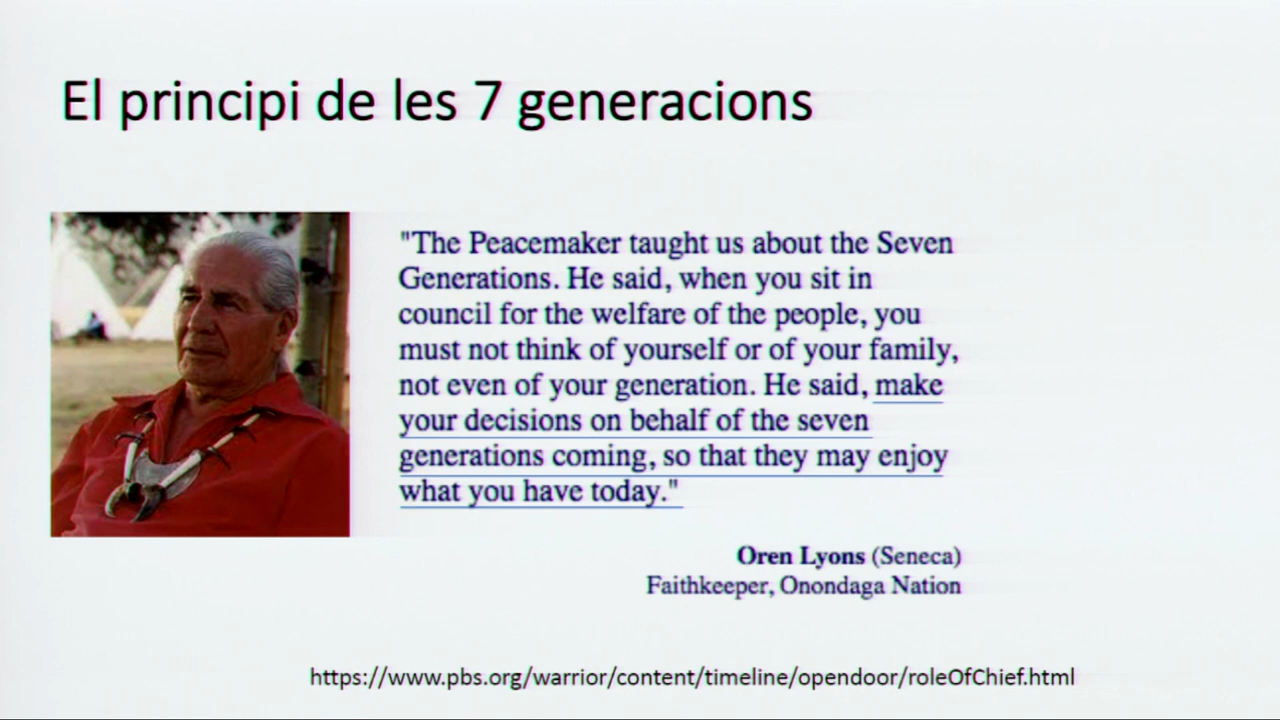 El principi de les 7 generacions
"The Peacemaker taught us about the Seven
Generations. He said, when you sit in
council for the welfare of the people, you
must not think of yourself or of your family,
not even of your generation. He said, make
your decisions on behalf of the seven
generations coming, so that they may enjoy
what you have today."
Oren Lyons (Seneca)
Faithkeeper, Onondaga Nation
https://www.pbs.org/warrior/content/timeline/opendoor/roleOfChief.html